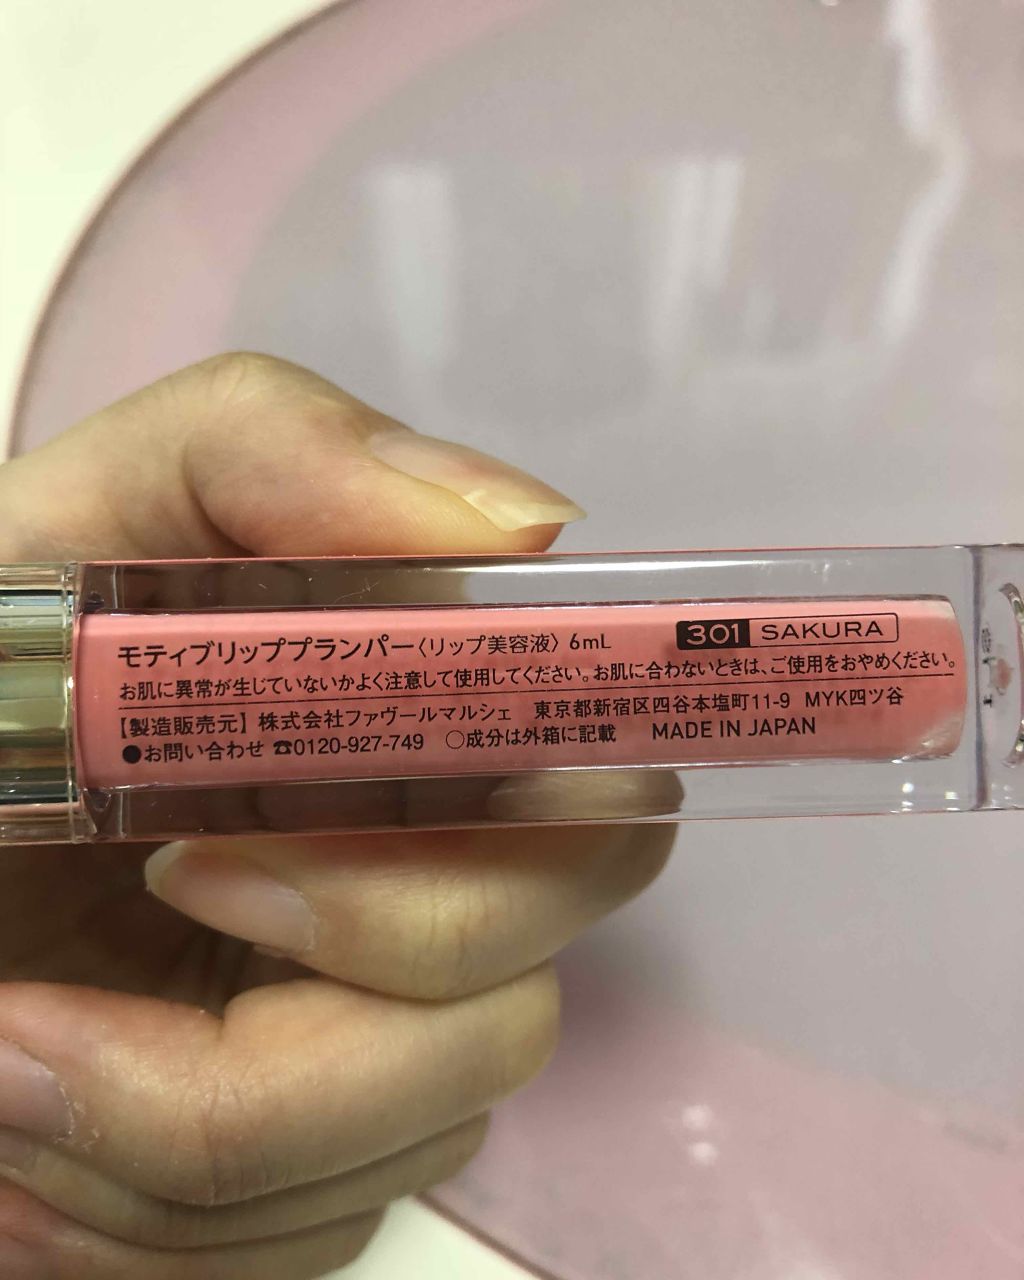 モティブリッププランパー〈リップ美容液〉 6mL 301 SAKURA
お肌に異常が生じていないかよく注意して使用してください。お肌に合わないときは、ご使用をおやめください。
【製造販売元】 株式会社ファヴールマルシェ 東京都新宿区四谷本塩町11-9 MYK四ツ谷
●お問い合わせ ☎0120-927-749 ○成分は外箱に記載 MADE IN JAPAN